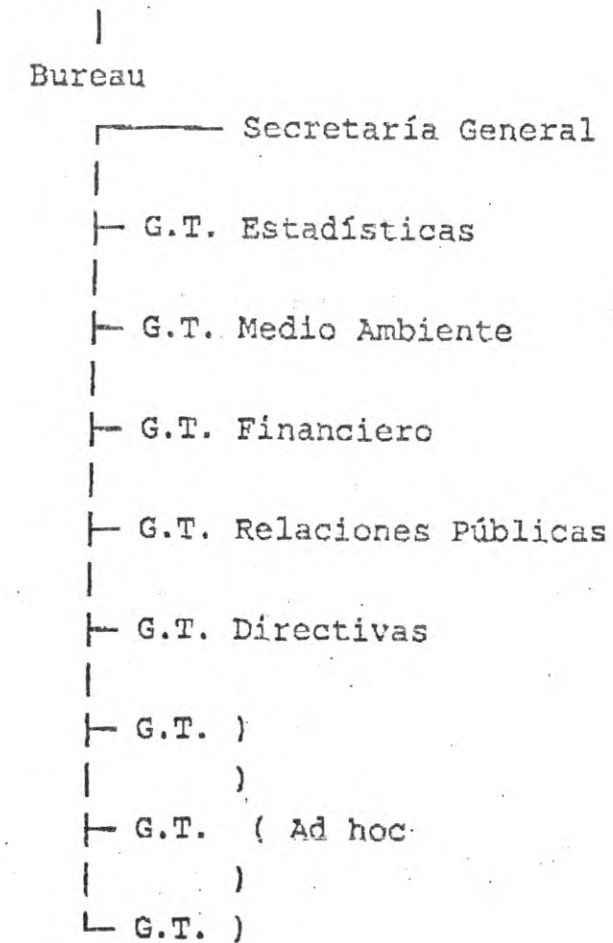 Bureau
Secretaría General
G.T. Estadísticas
G.T. Medio Ambiente
G.T. Financiero
G.T. Relaciones Públicas
G.T. Directivas
G.T. )
)
G.T. ( Ad hoc
)
G.T. )